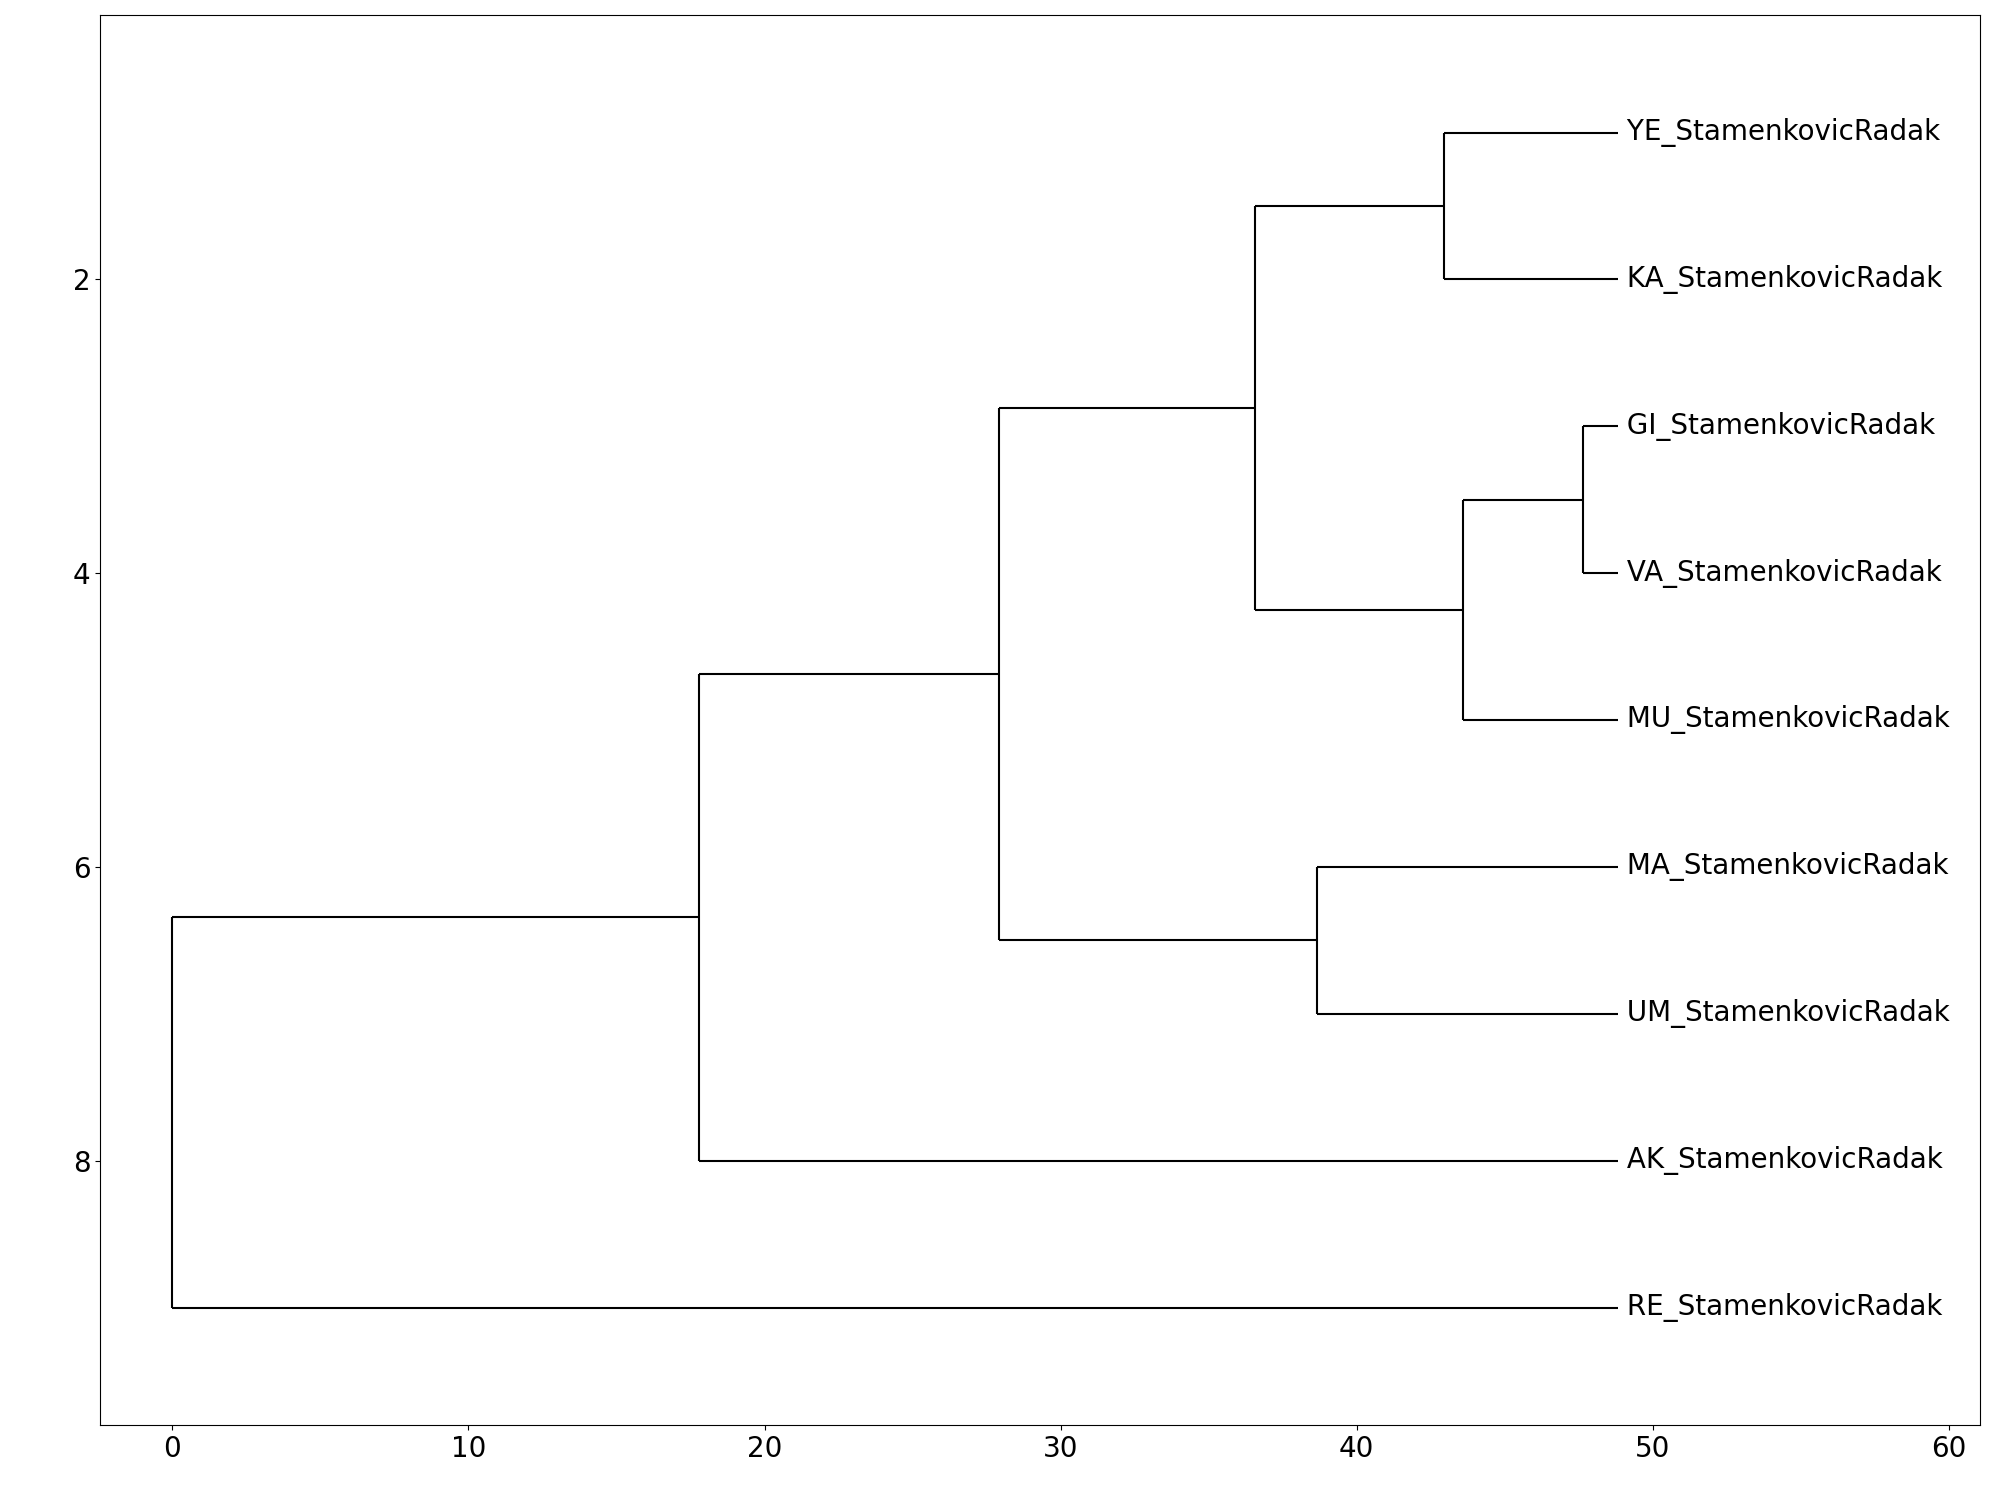 YE_StamenkovicRadak
2
KA_StamenkovicRadak
GI_StamenkovicRadak
4
VA_StamenkovicRadak
MU_StamenkovicRadak
6
MA_StamenkovicRadak
UM_StamenkovicRadak
8
AK_StamenkovicRadak
RE_StamenkovicRadak
0 10 20 30 40 50 60